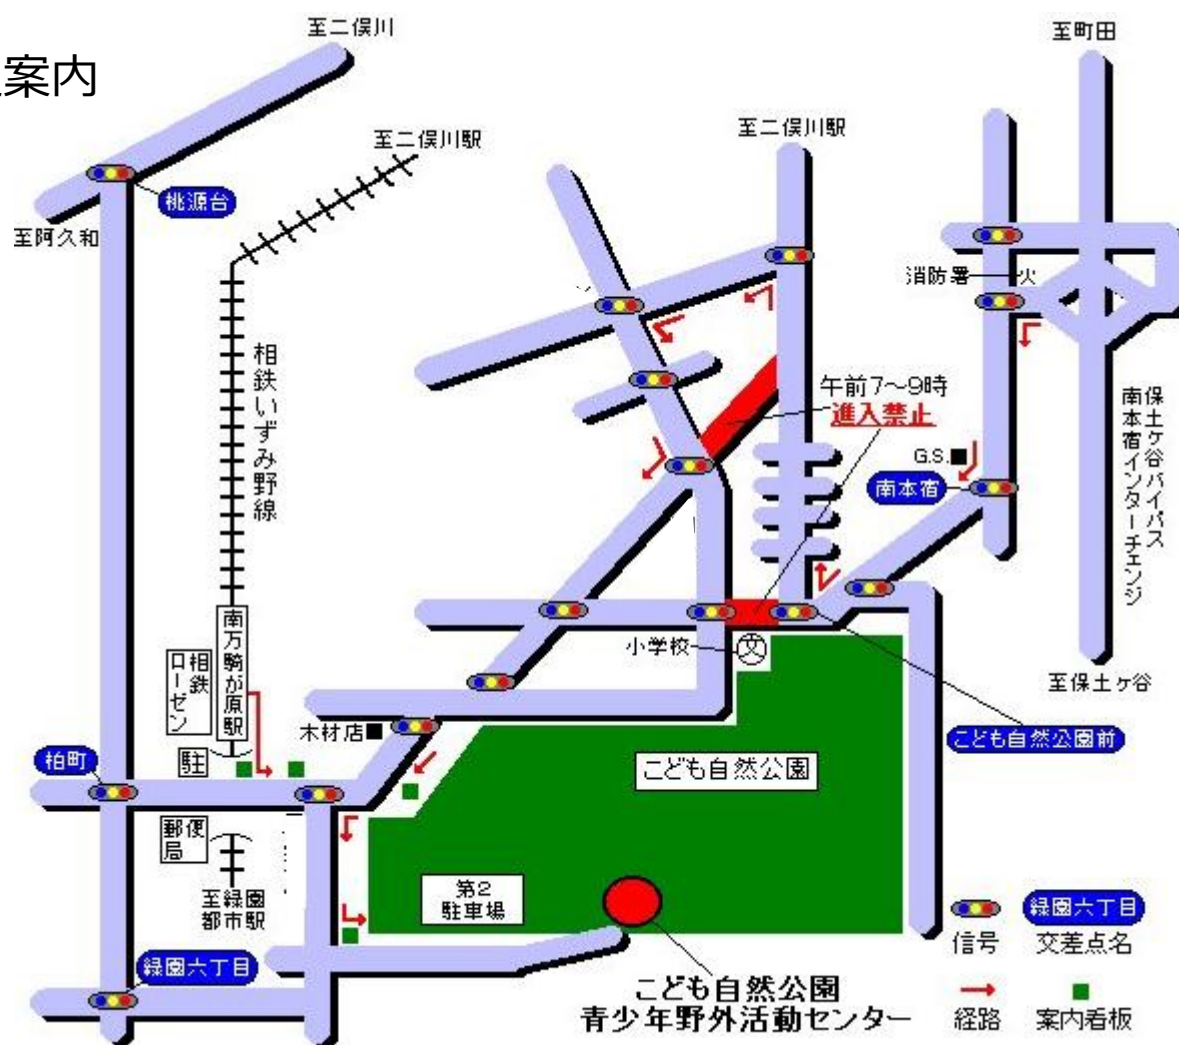 案内
至二俣川
至町田
至二俣川駅
至二俣川駅
桃源台
至阿久和
消防署
火
相鉄いずみ野線
午前7～9時
進入禁止
G.S.
南本宿
保土ヶ谷バイパス
南本宿インターチェンジ
小学校
文
至保土ヶ谷
南万騎が原駅
相鉄
ローゼン
木材店
駐
柏町
こども自然公園前
こども自然公園
郵便局
第2
駐車場
至緑園
都市駅
緑園六丁目
こども自然公園
青少年野外活動センター
緑園六丁目
信号
交差点名
経路
案内看板